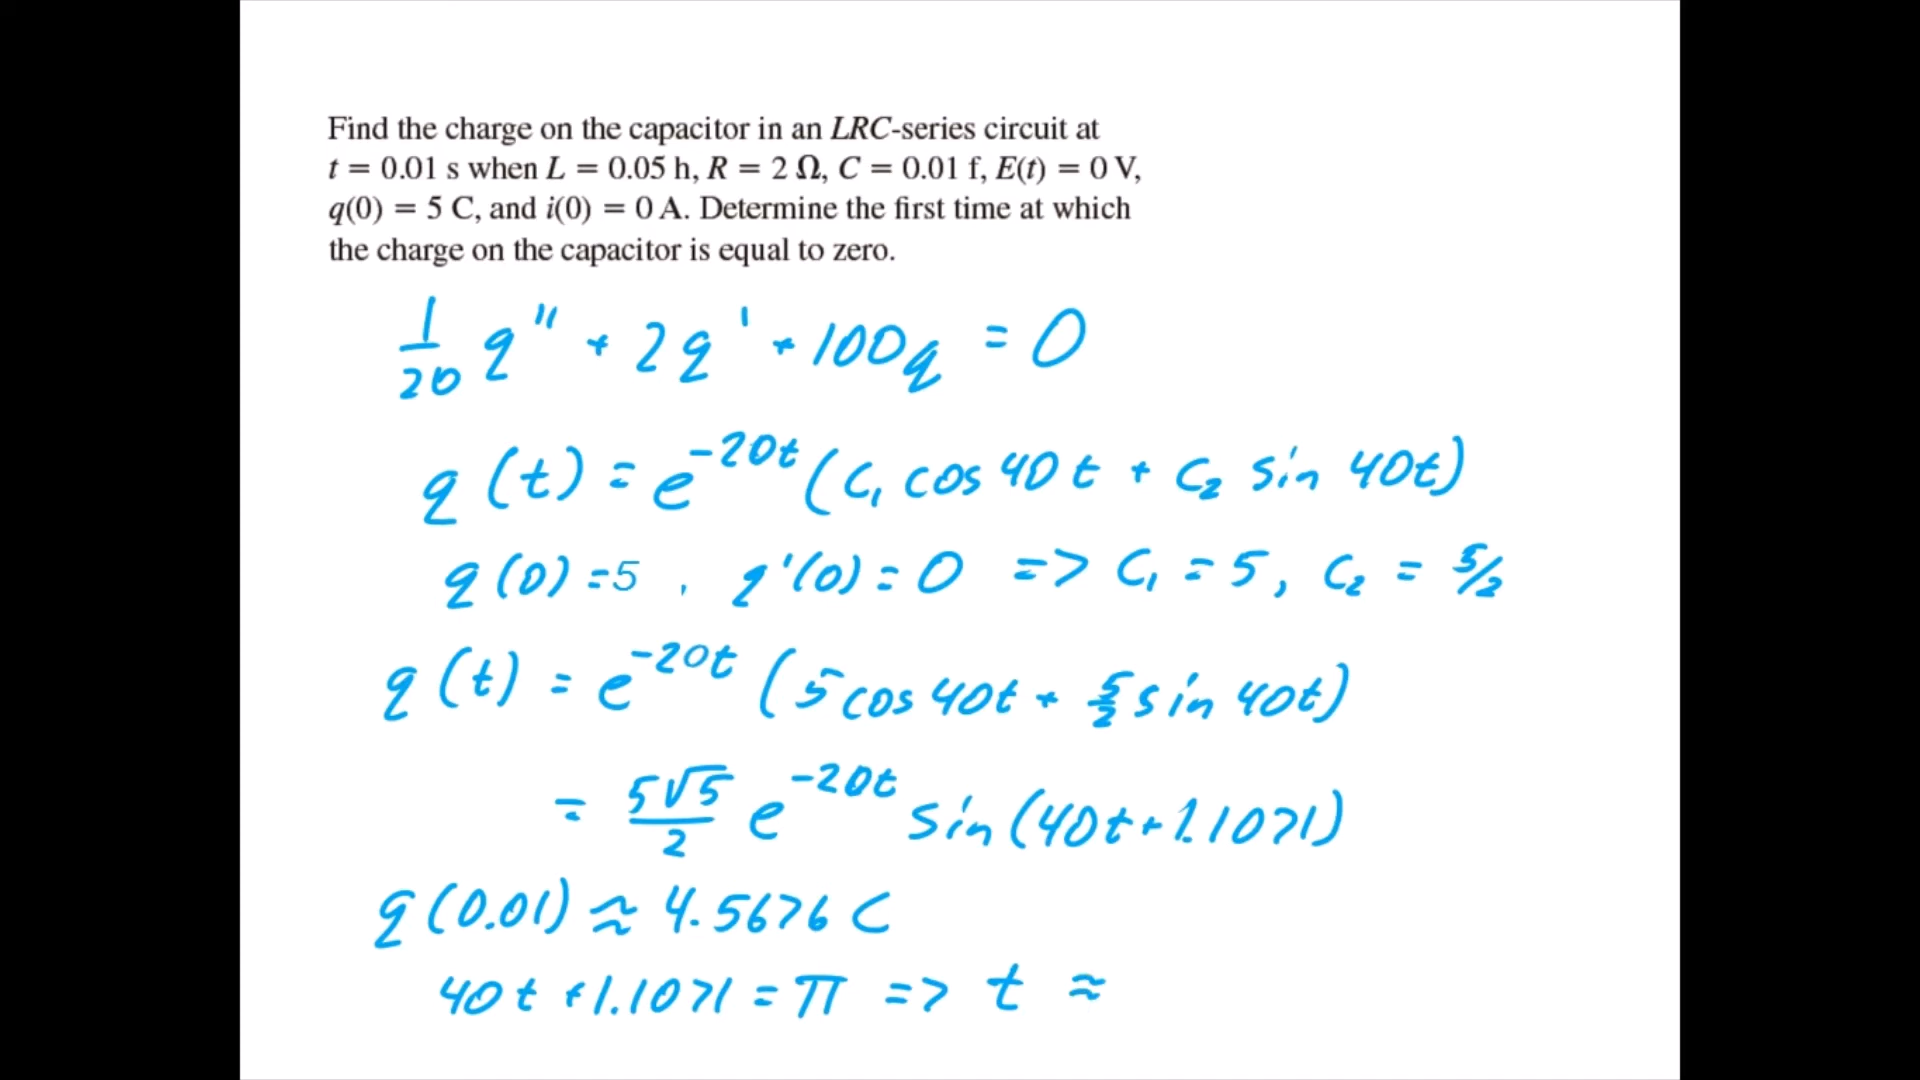 Find the charge on the capacitor in an LRC-series circuit at
t = 0.01 s when L = 0.05 h, R = 2 Ω, C = 0.01 f, E(t) = 0 V,
q(0) = 5 C, and i(0) = 0 A. Determine the first time at which
the charge on the capacitor is equal to zero.
1/20 q'' + 2q' + 100q = 0
q(t) = e^{-20t}(C₁ cos 40t + C₂ sin 40t)
q(0) = 5, q'(0) = 0 => C₁ = 5, C₂ = 5/2
q(t) = e^{-20t}(5 cos 40t + 5/2 sin 40t)
= 5√5/2 e^{-20t} sin(40t + 1.1071)
q(0.01) ≈ 4.5676 C
40t + 1.1071 = π => t ≈